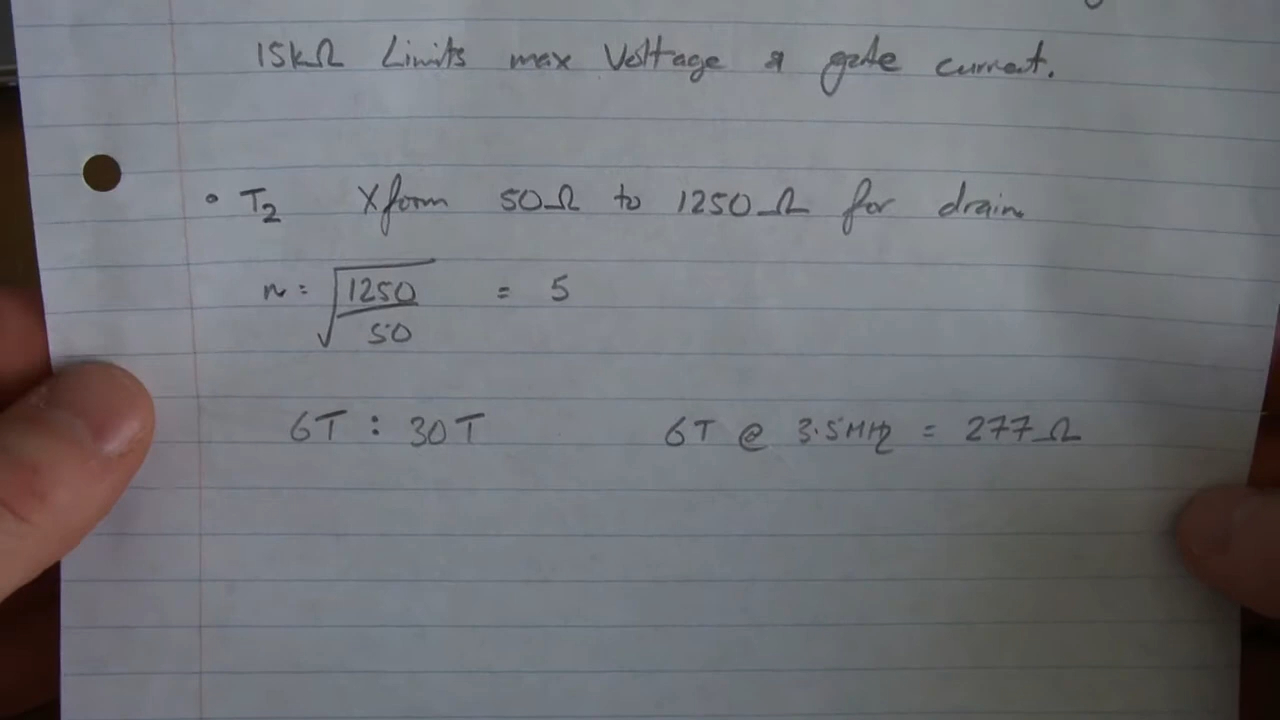 15kΩ Limits max Voltage & gate current.
• T2 Xform 50Ω to 1250Ω for drain.
n = √1250/50 = 5
6T : 30T 6T @ 3.5MHz = 277Ω